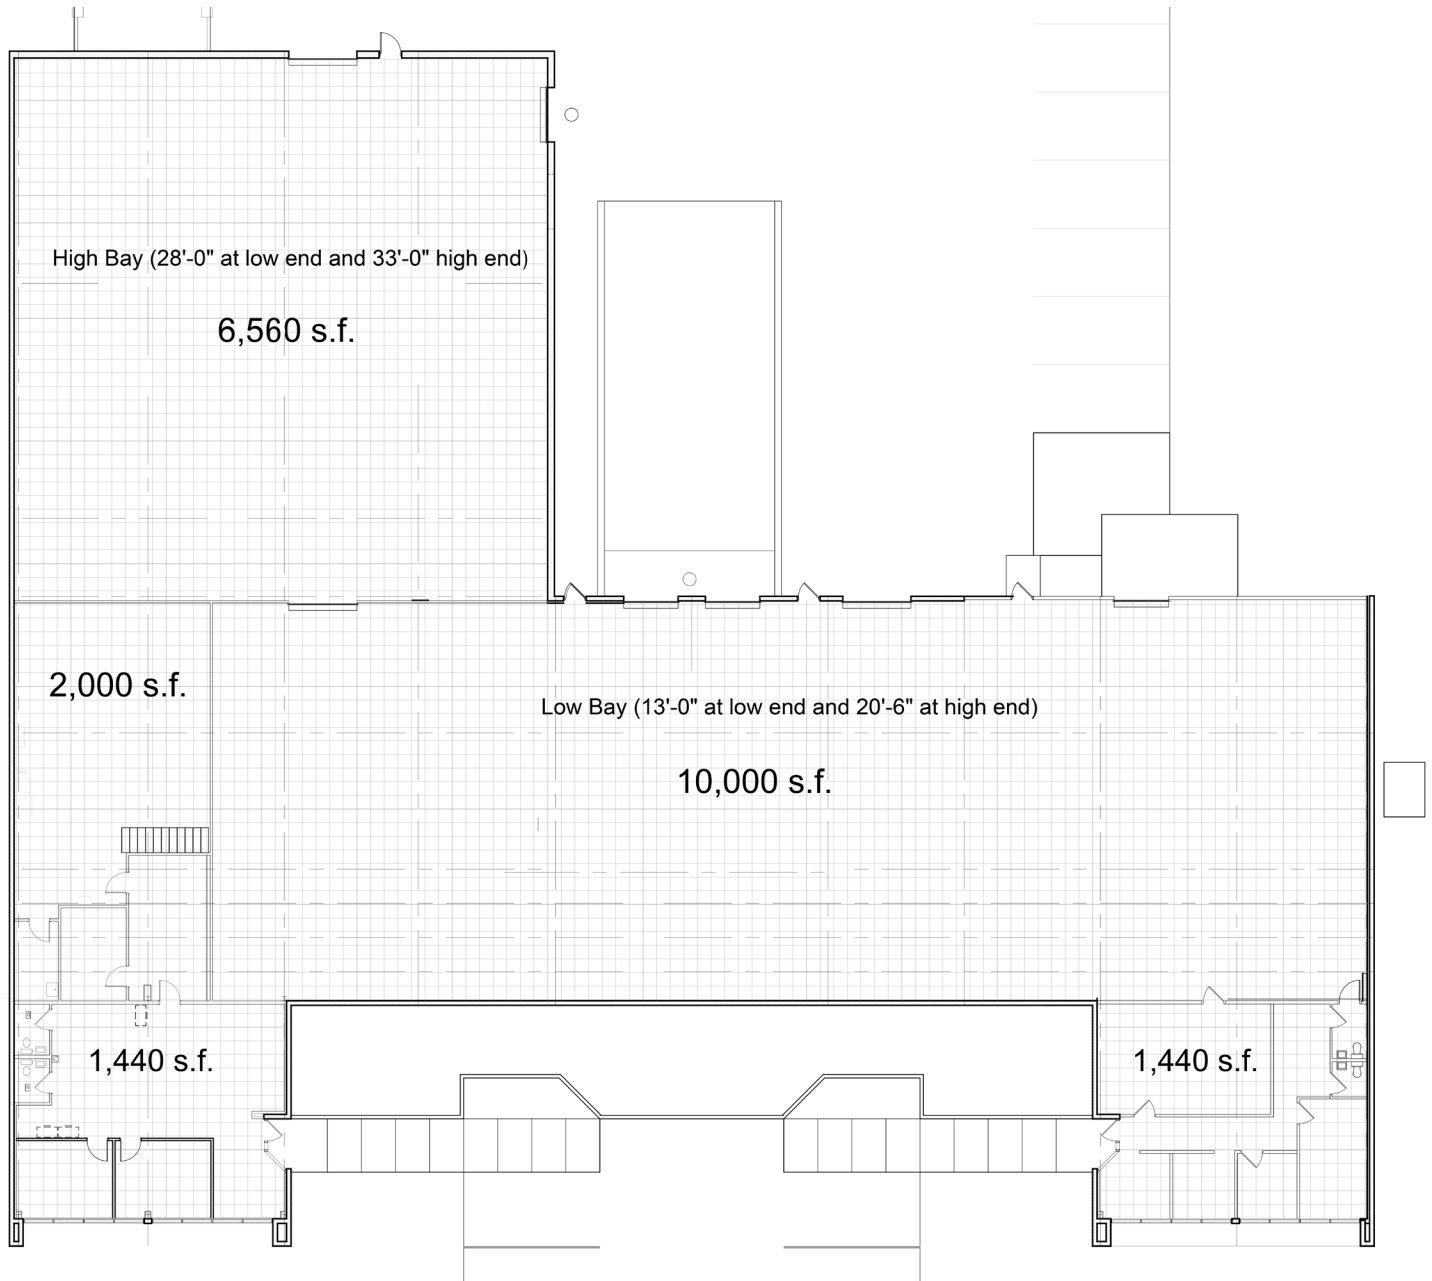 High Bay (28'-0" at low end and 33'-0" high end)
6,560 s.f.
2,000 s.f.
Low Bay (13'-0" at low end and 20'-6" at high end)
10,000 s.f.
1,440 s.f.
1,440 s.f.